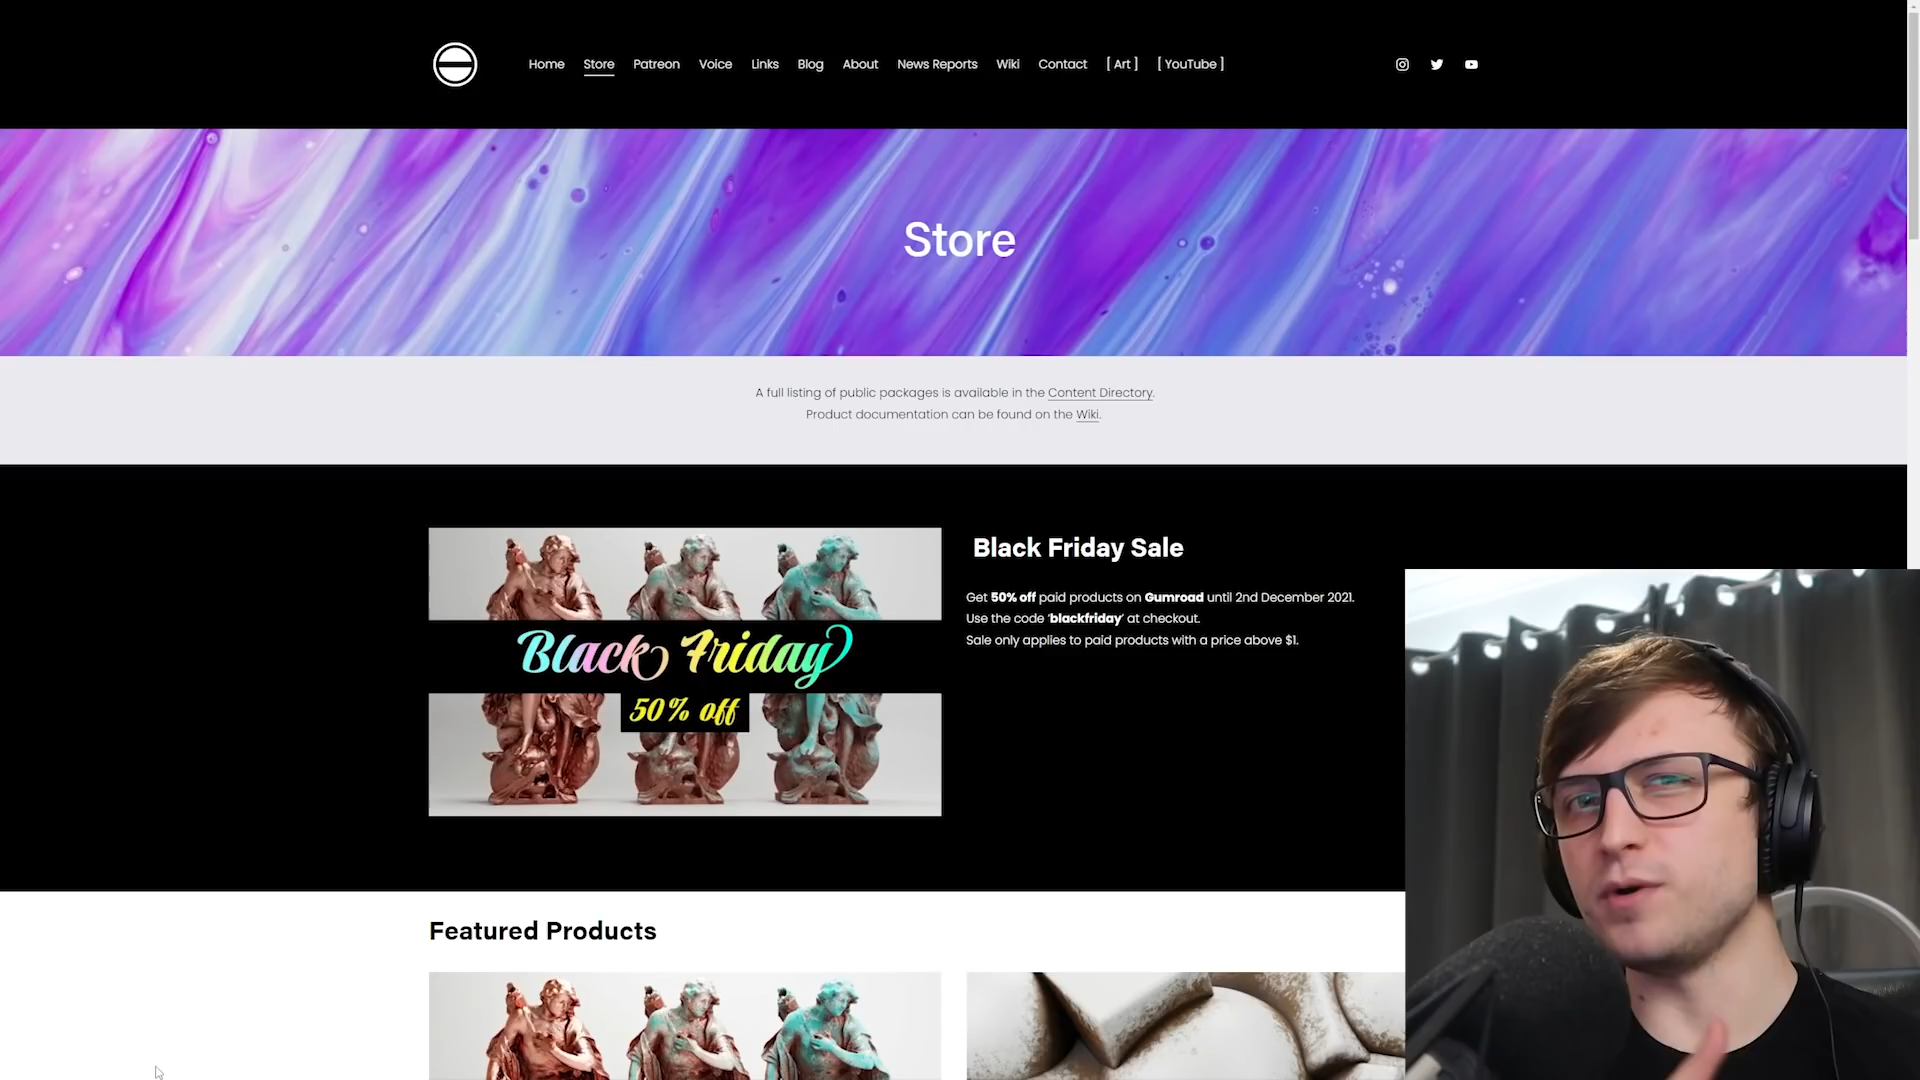 Home Store Patreon Voice Links Blog About News Reports Wiki Contact [ Art ] [ YouTube ]
Store
A full listing of public packages is available in the Content Directory.
Product documentation can be found on the Wiki.
Black Friday
50% off
Black Friday Sale
Get 50% off paid products on Gumroad until 2nd December 2021.
Use the code 'blackfriday' at checkout.
Sale only applies to paid products with a price above $1.
Featured Products